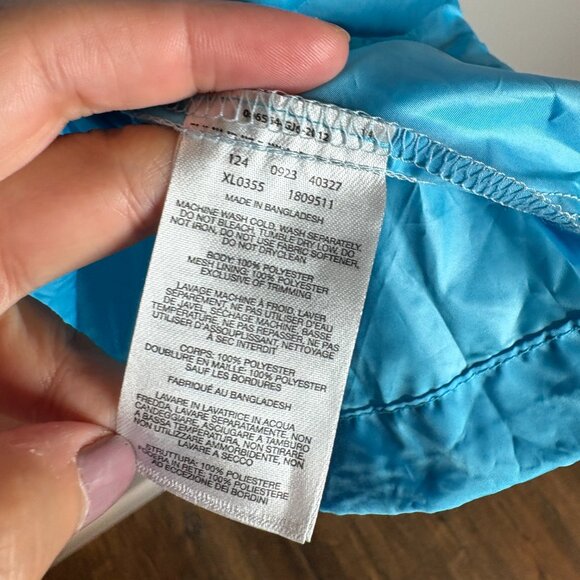 124 0923 40327
XL0355 1809511
MADE IN BANGLADESH
MACHINE WASH COLD, WASH SEPARATELY,
DO NOT BLEACH, TUMBLE DRY LOW, DO
NOT IRON, DO NOT USE FABRIC SOFTENER,
DO NOT DRYCLEAN
BODY: 100% POLYESTER
MESH LINING: 100% POLYESTER
EXCLUSIVE OF TRIMMING
LAVAGE MACHINE À FROID, LAVER
SÉPARÉMENT, NE PAS UTILISER D'EAU
DE JAVEL, SÉCHAGE MACHINE, BASSE
TEMPÉRATURE, NE PAS REPASSER, NE PAS
UTILISER D'ASSOUPLISSANT, NETTOYAGE
A SEC INTERDIT
CORPS: 100% POLYESTER
DOUBLURE EN MAILLE: 100% POLYESTER
SAUF LES BORDURES
FABRIQUÉ AU BANGLADESH
LAVARE IN LAVATRICE IN ACQUA
FREDDA, LAVARE SEPARATAMENTE, NON
CANDEGGIARE, ASCIUGARE A TAMBURO
A BASSA TEMPERATURA, NON STIRARE,
NON UTILIZZARE AMMORBIDENTE, NON
LAVARE A SECCO
100% POLIESTERE
IN RETE: 100% POLIESTERE
AD ECCEZIONE DEI BORDINI